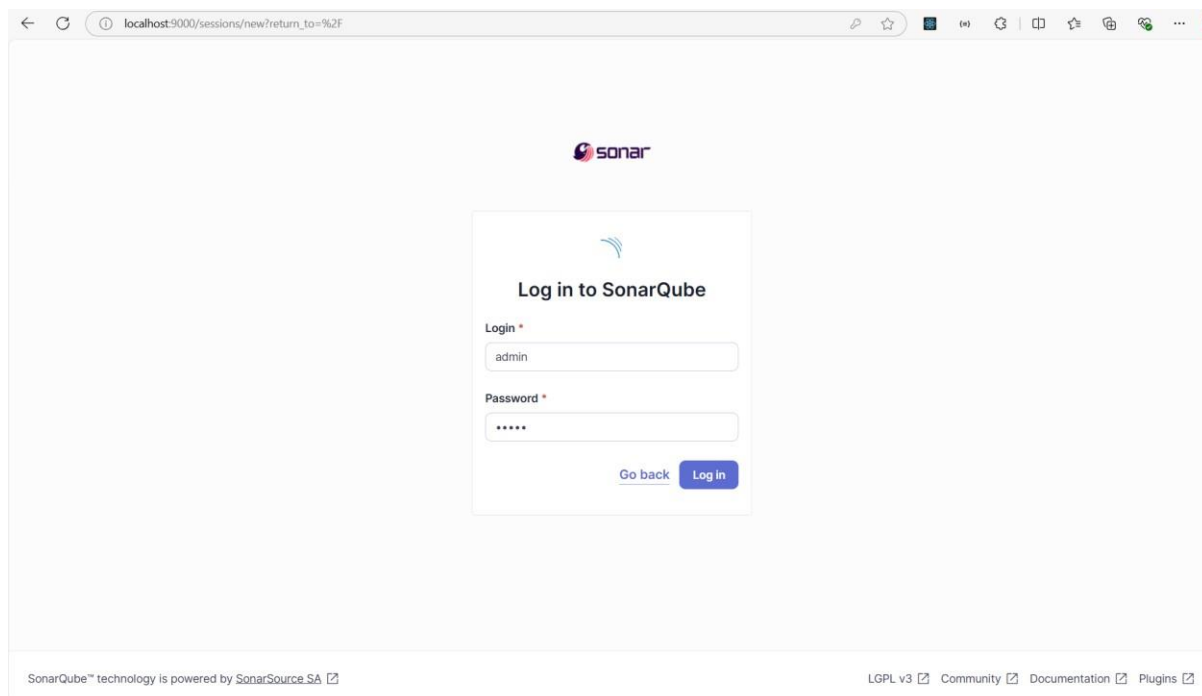 localhost:9000/sessions/new?return_to=%2F
sonar
Log in to SonarQube
Login *
admin
Password *
•••••
Go back Log in
SonarQube™ technology is powered by SonarSource SA LGPL v3 Community Documentation Plugins